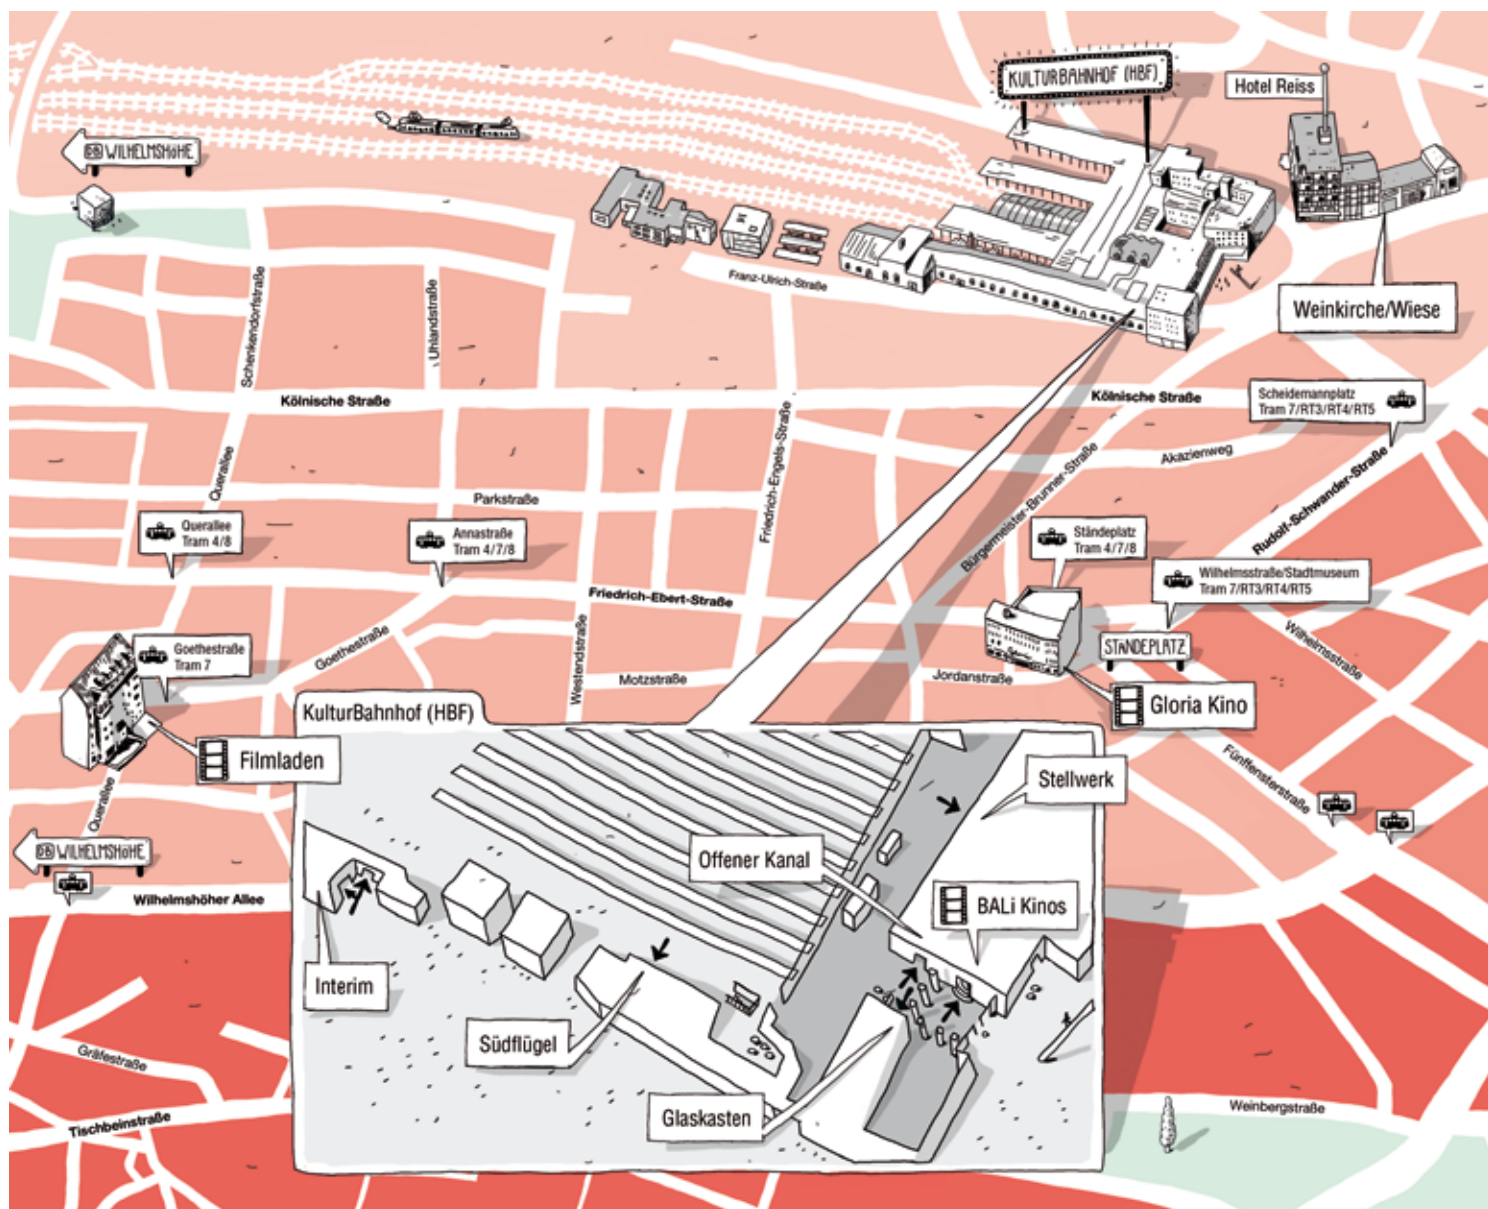 KULTURBAHNHOF (HBF)
Hotel Reiss
DB WILHELMSHÖHE
Franz-Ulrich-Straße
Weinkirche/Wiese
Schenkendorfstraße
Uhlandstraße
Kölnische Straße
Kölnische Straße
Scheidemannplatz
Tram 7/RT3/RT4/RT5
Akazienweg
Querallee
Parkstraße
Friedrich-Engels-Straße
Bürgermeister-Brunner-Straße
Rudolf-Schwander-Straße
Querallee
Tram 4/8
Annastraße
Tram 4/7/8
Ständeplatz
Tram 4/7/8
Wilhelmsstraße/Stadtmuseum
Tram 7/RT3/RT4/RT5
Friedrich-Ebert-Straße
Goethestraße
Tram 7
Goethestraße
Westendstraße
Motzstraße
Jordanstraße
STÄNDEPLATZ
Wilhelmsstraße
Gloria Kino
Filmladen
Querallee
Fünffensterstraße
DB WILHELMSHÖHE
Wilhelmshöher Allee
KulturBahnhof (HBF)
Stellwerk
Offener Kanal
BALi Kinos
Interim
Südflügel
Glaskasten
Gräfestraße
Tischbeinstraße
Weinbergstraße